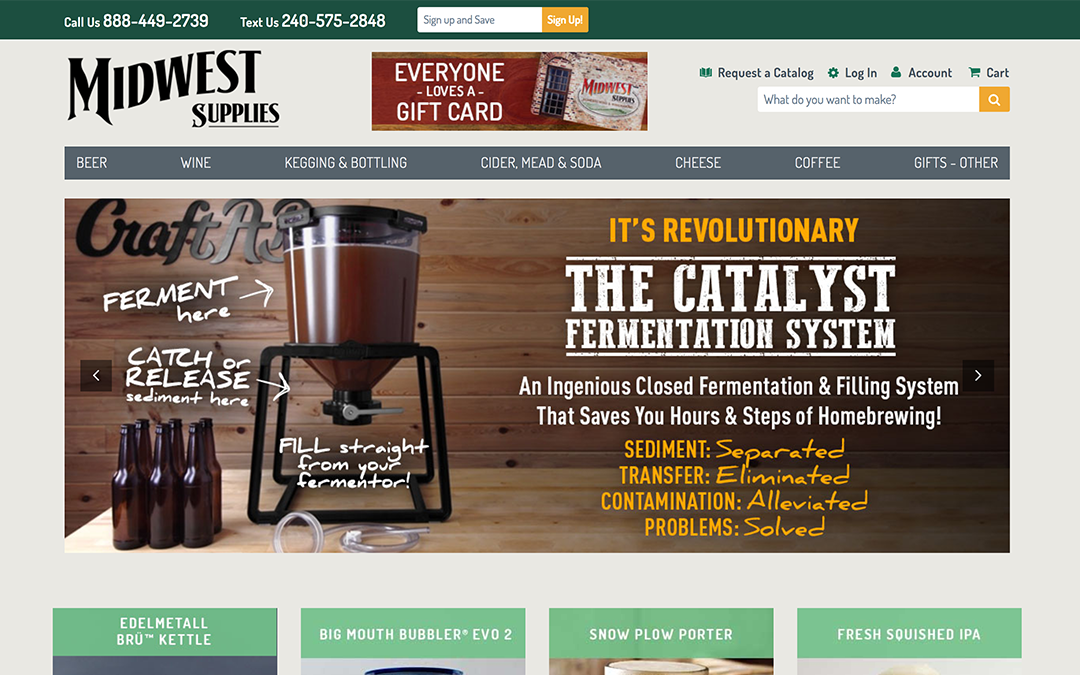 Call Us 888-449-2739 Text Us 240-575-2848 Sign up and Save Sign Up!
MIDWEST
SUPPLIES
EVERYONE
- LOVES A -
GIFT CARD
MIDWEST
SUPPLIES
Request a Catalog Log In Account Cart
What do you want to make?
BEER WINE KEGGING & BOTTLING CIDER, MEAD & SODA CHEESE COFFEE GIFTS - OTHER
FERMENT
here
CATCH or
RELEASE
sediment here
FILL straight
from your
fermentor!
IT'S REVOLUTIONARY
THE CATALYST
FERMENTATION SYSTEM
An Ingenious Closed Fermentation & Filling System
That Saves You Hours & Steps of Homebrewing!
SEDIMENT: Separated
TRANSFER: Eliminated
CONTAMINATION: Alleviated
PROBLEMS: Solved
EDELMETALL
BRÜ™ KETTLE
BIG MOUTH BUBBLER® EVO 2
SNOW PLOW PORTER
FRESH SQUISHED IPA